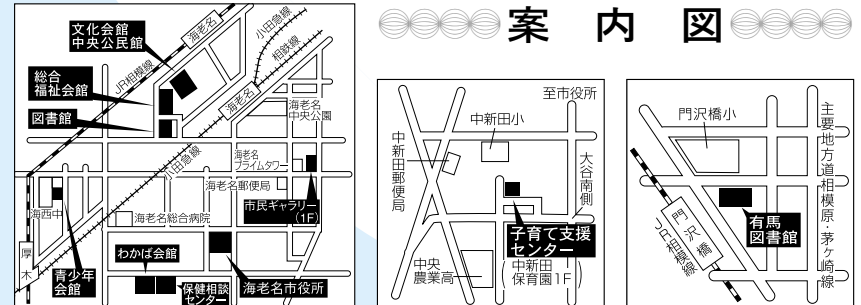 案内図
文化会館
中央公民館
海老名
小田急線
相鉄線
JR相模線
総合
福祉会館
図書館
海老名
海老名
中央公園
小田急線
海老名
プライムタワー
海老名郵便局
市民ギャラリー
(1F)
海西中
海老名総合病院
厚木
青少年
会館
わかば会館
保健相談
センター
海老名市役所
至市役所
中新田小
中新田郵便局
大谷南側
子育て支援
センター
(中新田
保育園1F)
中央
農業高
門沢橋小
主要地方道相模原・茅ヶ崎線
有馬
図書館
門沢橋
JR相模線